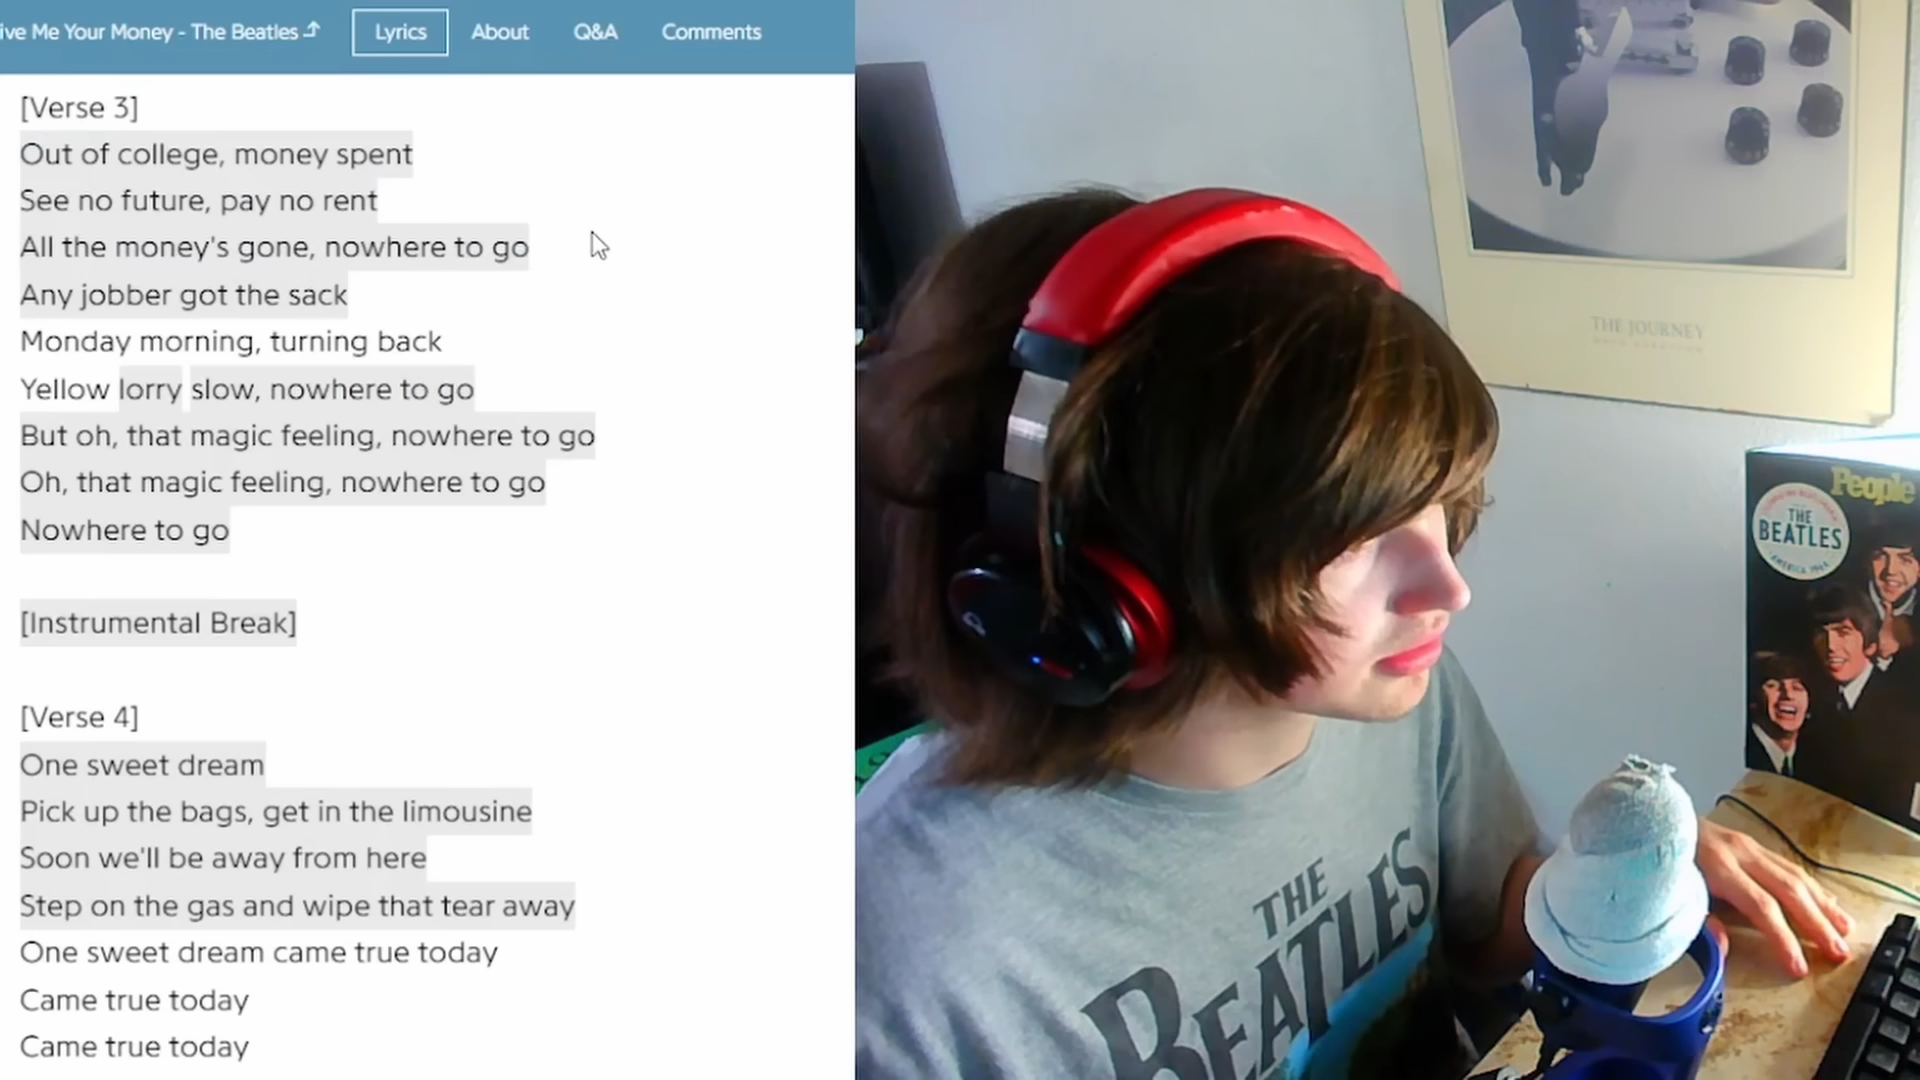 ive Me Your Money - The Beatles
Lyrics
About
Q&A
Comments
[Verse 3]
Out of college, money spent
See no future, pay no rent
All the money's gone, nowhere to go
Any jobber got the sack
Monday morning, turning back
Yellow lorry slow, nowhere to go
But oh, that magic feeling, nowhere to go
Oh, that magic feeling, nowhere to go
Nowhere to go
[Instrumental Break]
[Verse 4]
One sweet dream
Pick up the bags, get in the limousine
Soon we'll be away from here
Step on the gas and wipe that tear away
One sweet dream came true today
Came true today
Came true today
THE JOURNEY
People
THE
BEATLES
AMERICA 1964
THE
BEATLES